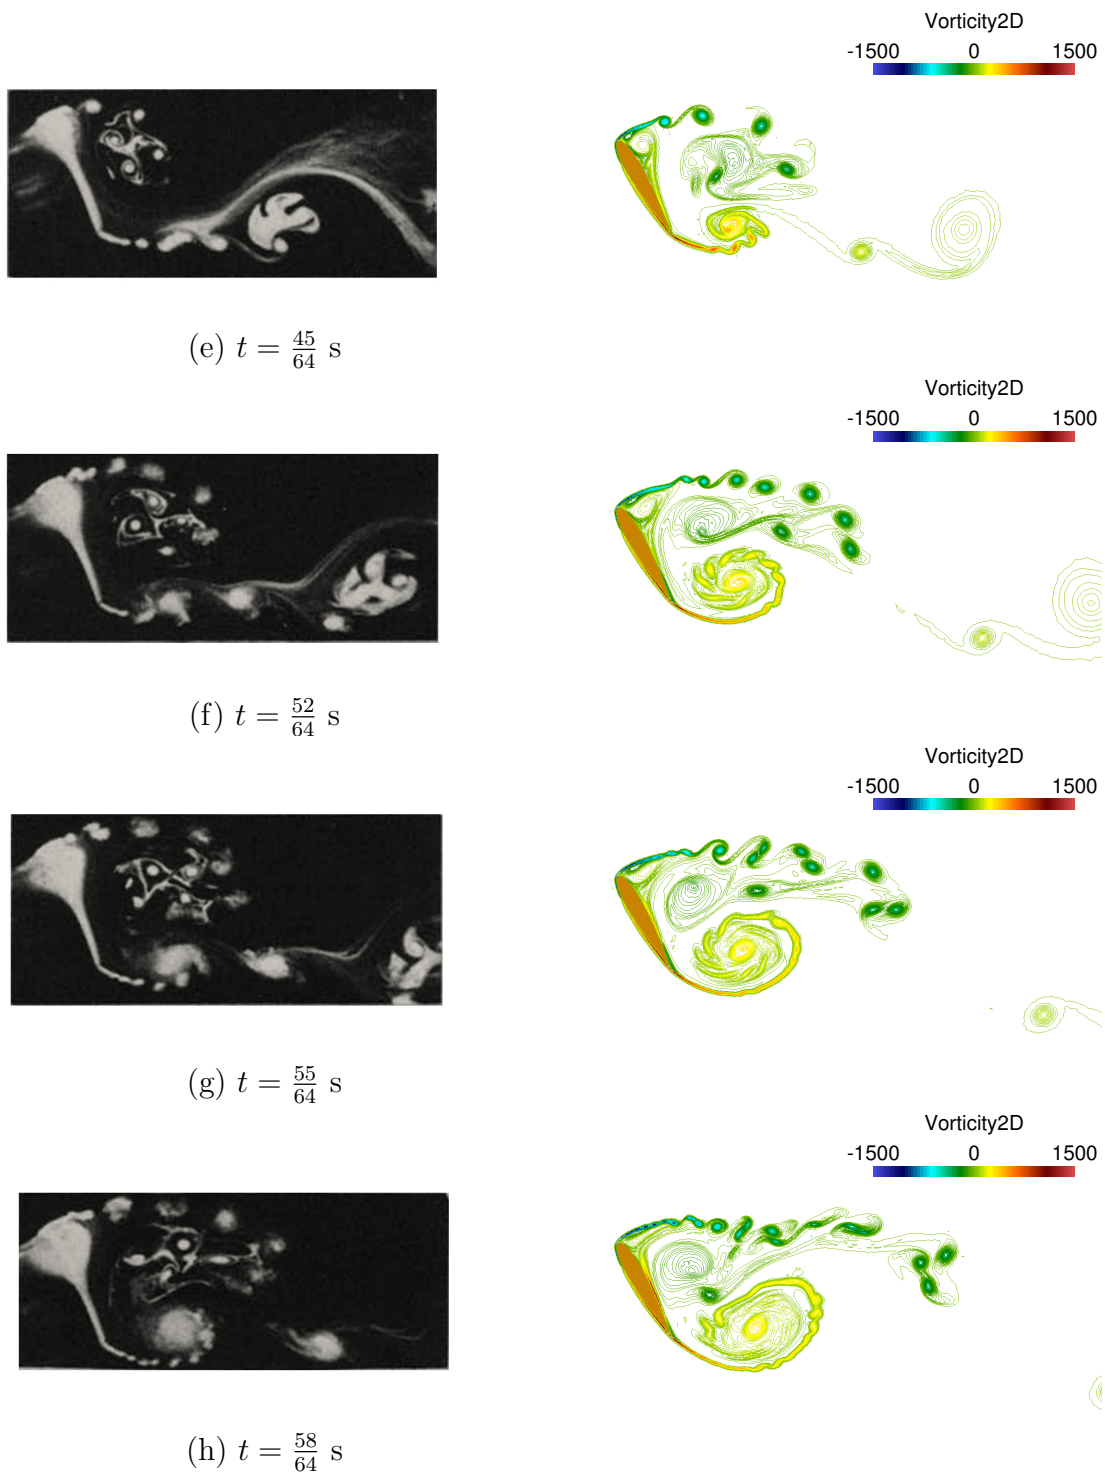 Vorticity2D
-1500 0 1500
(e) t = 45/64 s
Vorticity2D
-1500 0 1500
(f) t = 52/64 s
Vorticity2D
-1500 0 1500
(g) t = 55/64 s
Vorticity2D
-1500 0 1500
(h) t = 58/64 s